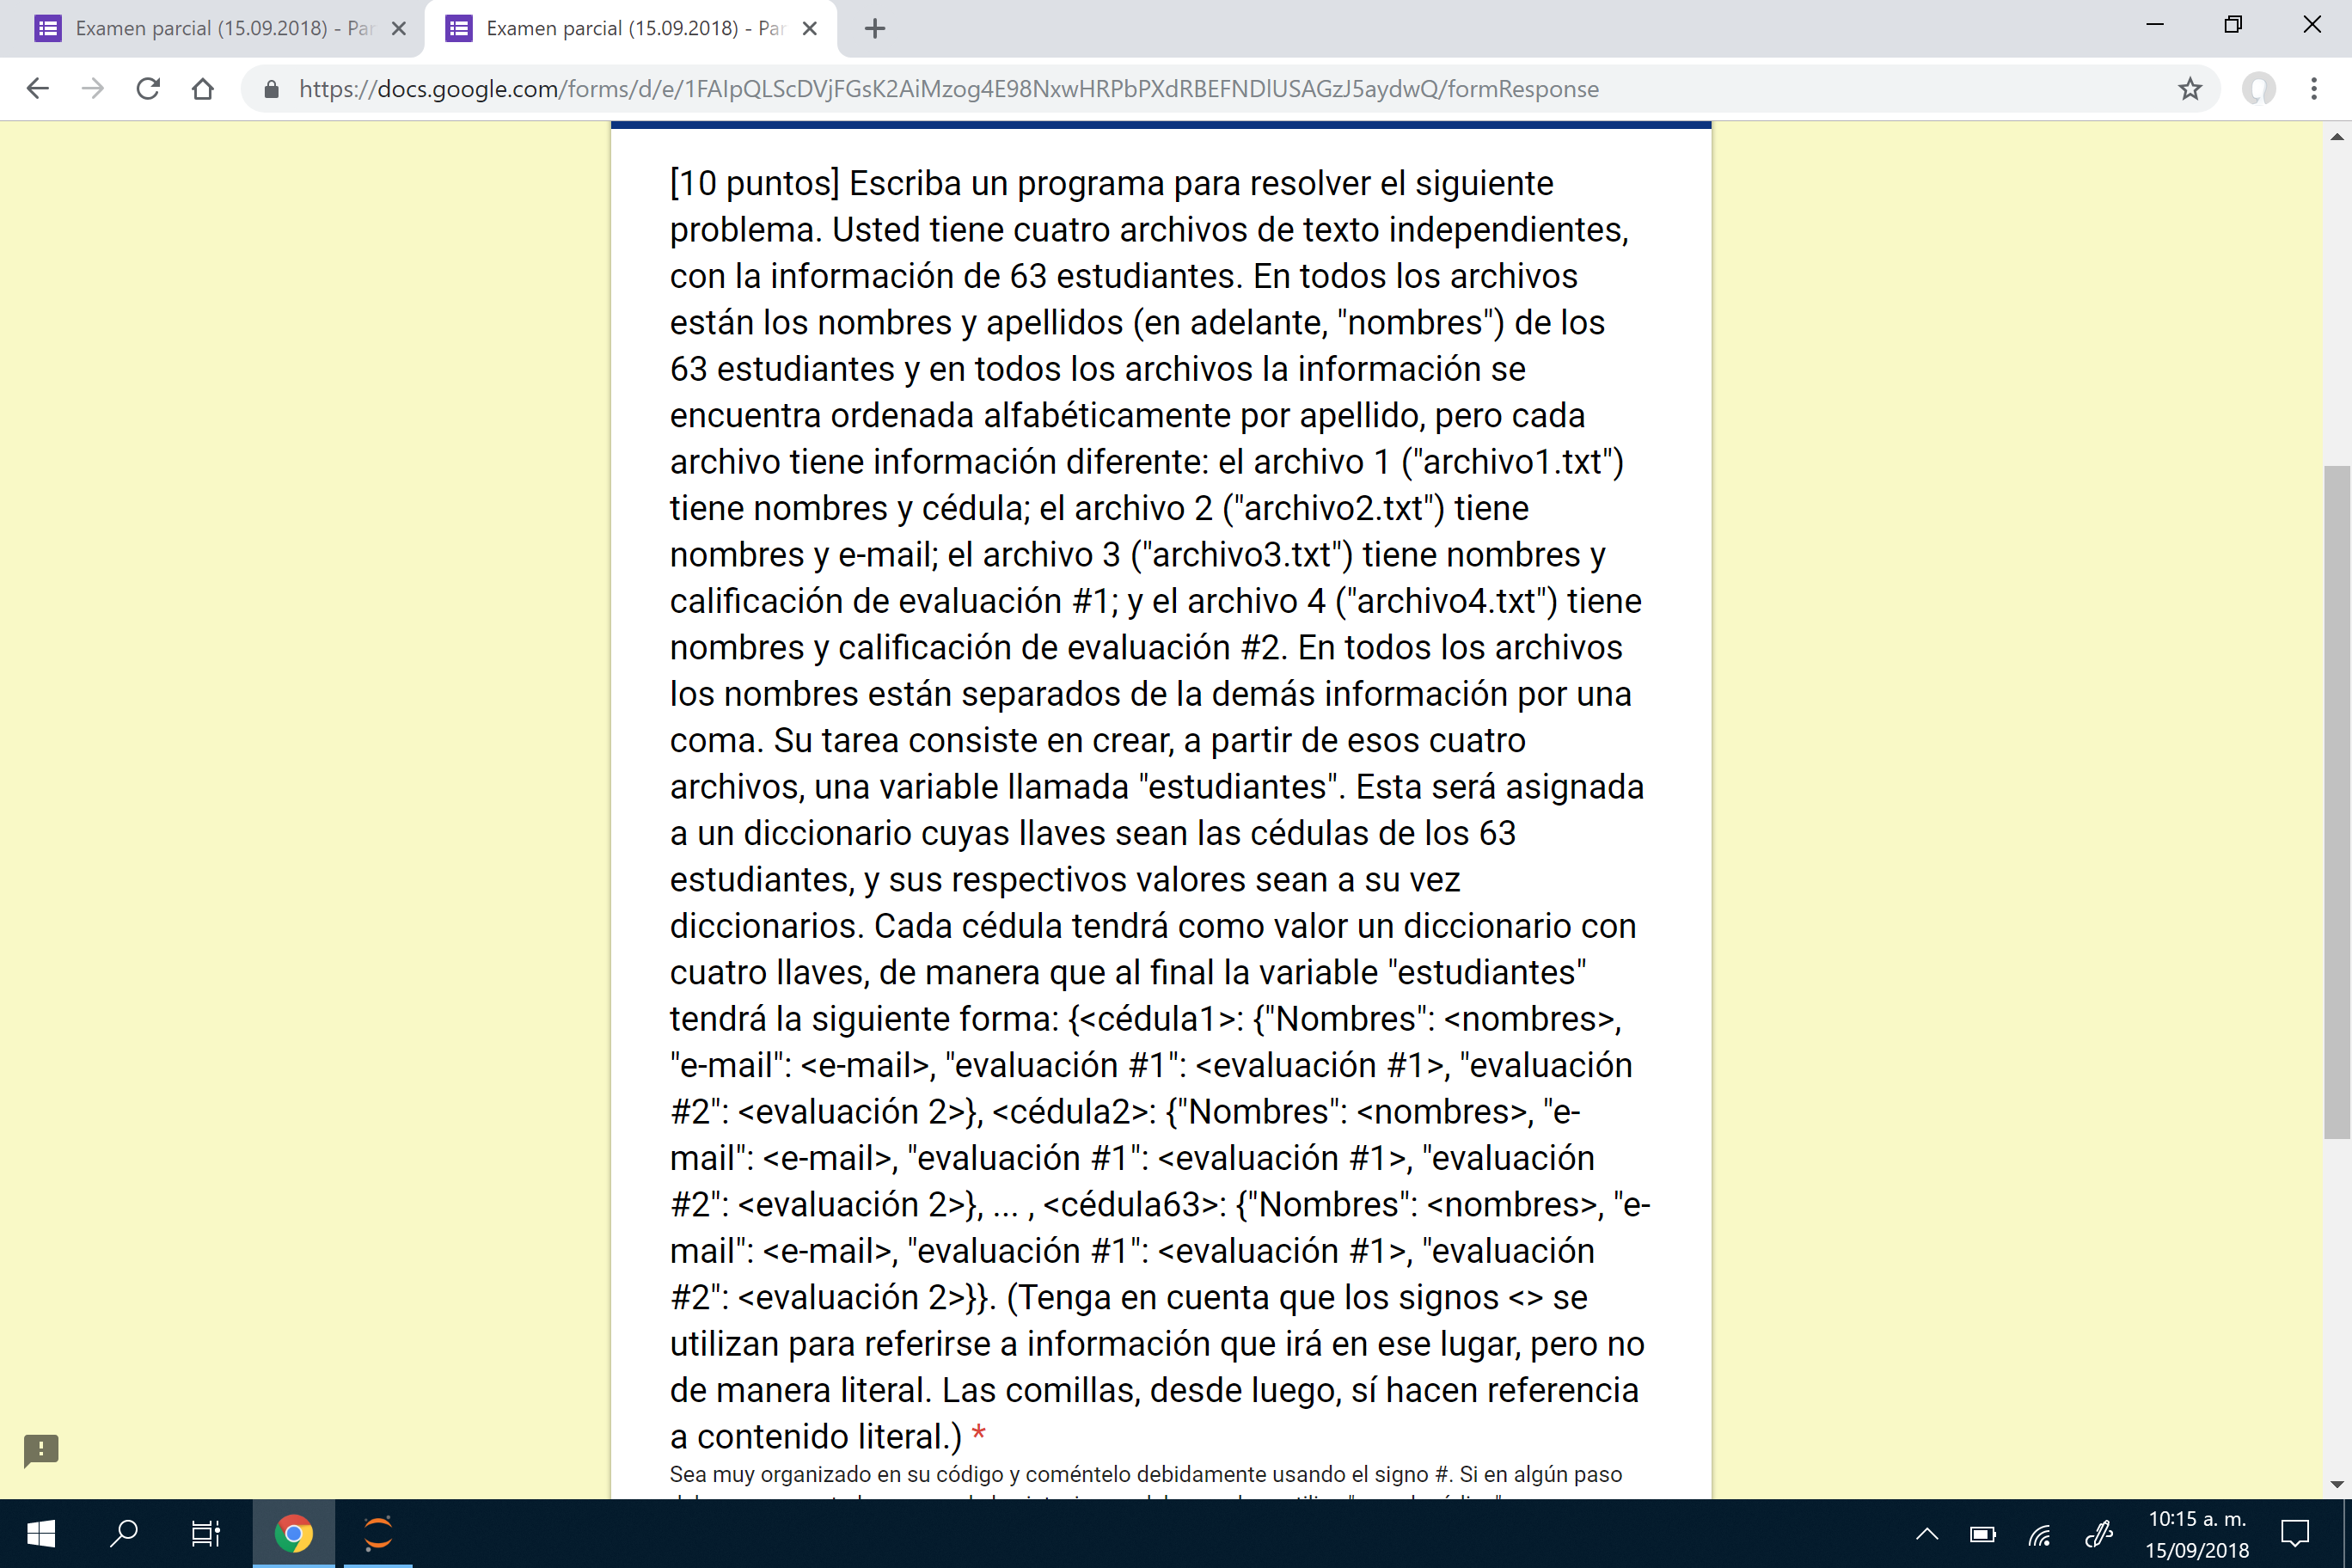 Examen parcial (15.09.2018) - Par
Examen parcial (15.09.2018) - Par
https://docs.google.com/forms/d/e/1FAIpQLScDVjFGsK2AiMzog4E98NxwHRPbPXdRBEFNDlUSAGzJ5aydwQ/formResponse
[10 puntos] Escriba un programa para resolver el siguiente
problema. Usted tiene cuatro archivos de texto independientes,
con la información de 63 estudiantes. En todos los archivos
están los nombres y apellidos (en adelante, "nombres") de los
63 estudiantes y en todos los archivos la información se
encuentra ordenada alfabéticamente por apellido, pero cada
archivo tiene información diferente: el archivo 1 ("archivo1.txt")
tiene nombres y cédula; el archivo 2 ("archivo2.txt") tiene
nombres y e-mail; el archivo 3 ("archivo3.txt") tiene nombres y
calificación de evaluación #1; y el archivo 4 ("archivo4.txt") tiene
nombres y calificación de evaluación #2. En todos los archivos
los nombres están separados de la demás información por una
coma. Su tarea consiste en crear, a partir de esos cuatro
archivos, una variable llamada "estudiantes". Esta será asignada
a un diccionario cuyas llaves sean las cédulas de los 63
estudiantes, y sus respectivos valores sean a su vez
diccionarios. Cada cédula tendrá como valor un diccionario con
cuatro llaves, de manera que al final la variable "estudiantes"
tendrá la siguiente forma: {<cédula1>: {"Nombres": <nombres>,
"e-mail": <e-mail>, "evaluación #1": <evaluación #1>, "evaluación
#2": <evaluación 2>}, <cédula2>: {"Nombres": <nombres>, "e-
mail": <e-mail>, "evaluación #1": <evaluación #1>, "evaluación
#2": <evaluación 2>}, ... , <cédula63>: {"Nombres": <nombres>, "e-
mail": <e-mail>, "evaluación #1": <evaluación #1>, "evaluación
#2": <evaluación 2>}}. (Tenga en cuenta que los signos <> se
utilizan para referirse a información que irá en ese lugar, pero no
de manera literal. Las comillas, desde luego, sí hacen referencia
a contenido literal.) *
Sea muy organizado en su código y coméntelo debidamente usando el signo #. Si en algún paso
10:15 a. m.
15/09/2018